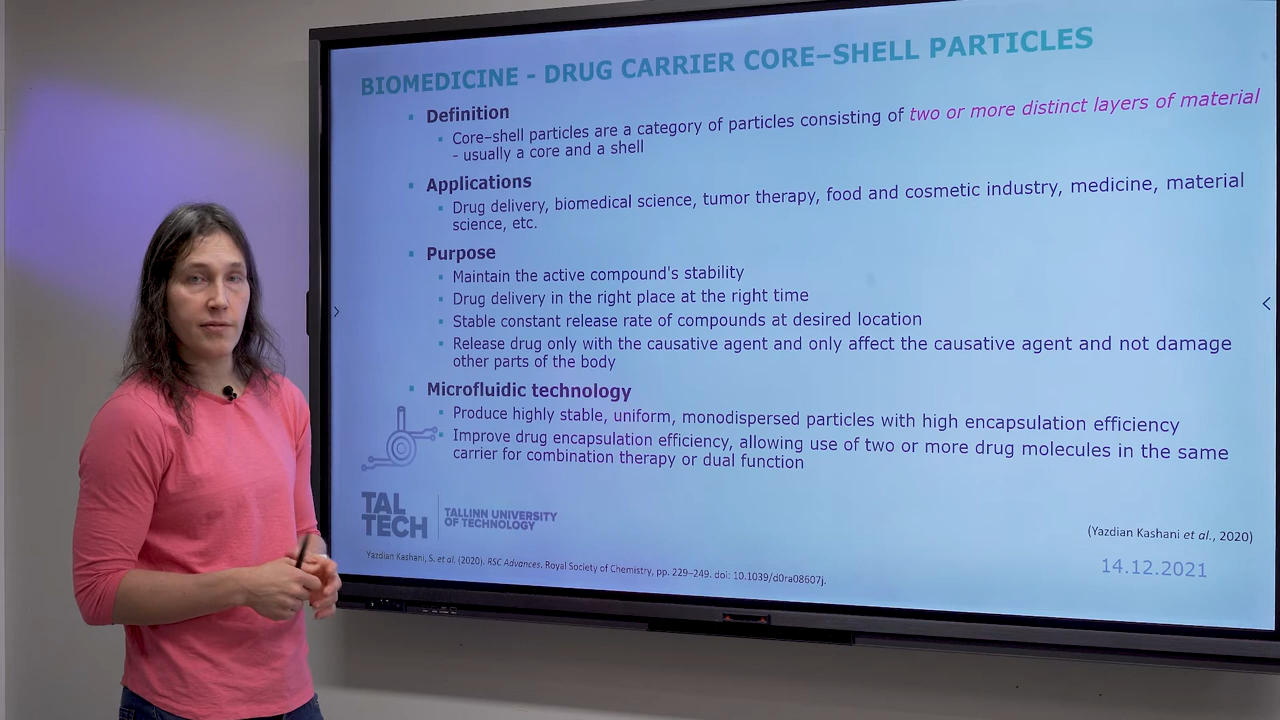 BIOMEDICINE - DRUG CARRIER CORE–SHELL PARTICLES
Definition
Core–shell particles are a category of particles consisting of two or more distinct layers of material
- usually a core and a shell
Applications
Drug delivery, biomedical science, tumor therapy, food and cosmetic industry, medicine, material
science, etc.
Purpose
Maintain the active compound's stability
Drug delivery in the right place at the right time
Stable constant release rate of compounds at desired location
Release drug only with the causative agent and only affect the causative agent and not damage
other parts of the body
Microfluidic technology
Produce highly stable, uniform, monodispersed particles with high encapsulation efficiency
Improve drug encapsulation efficiency, allowing use of two or more drug molecules in the same
carrier for combination therapy or dual function
TAL
TECH
TALLINN UNIVERSITY
OF TECHNOLOGY
(Yazdian Kashani et al., 2020)
Yazdian Kashani, S. et al. (2020). RSC Advances. Royal Society of Chemistry, pp. 229–249. doi: 10.1039/d0ra08607j.
14.12.2021